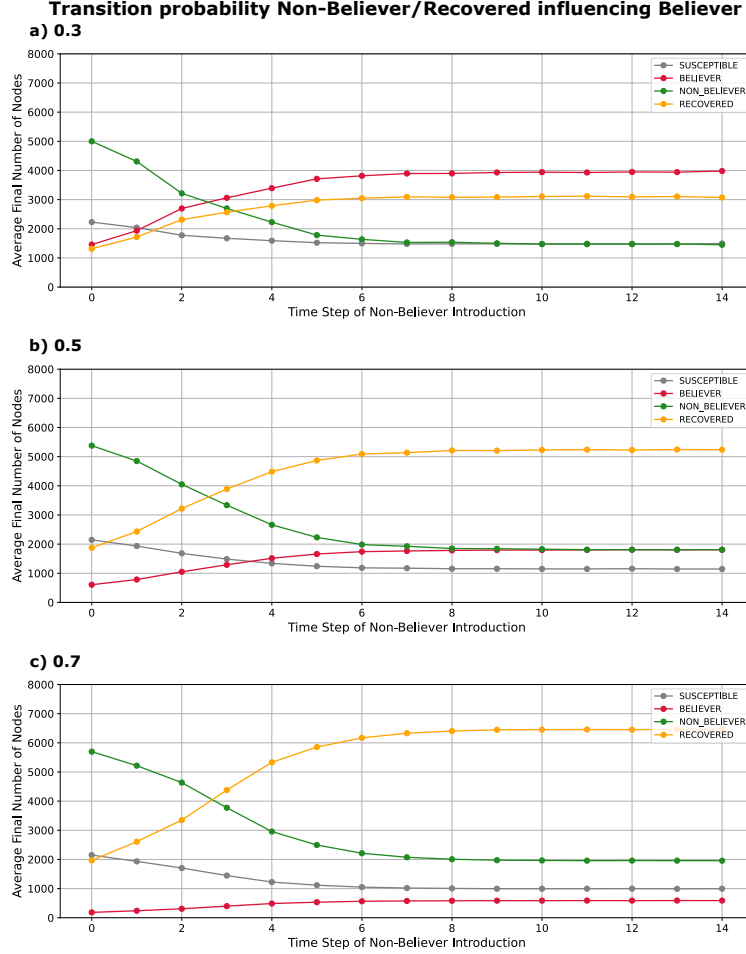 Transition probability Non-Believer/Recovered influencing Believer
a) 0.3
8000
7000
6000
5000
4000
3000
2000
1000
0
Average Final Number of Nodes
SUSCEPTIBLE
BELIEVER
NON_BELIEVER
RECOVERED
0 2 4 6 8 10 12 14
Time Step of Non-Believer Introduction
b) 0.5
8000
7000
6000
5000
4000
3000
2000
1000
0
Average Final Number of Nodes
SUSCEPTIBLE
BELIEVER
NON_BELIEVER
RECOVERED
0 2 4 6 8 10 12 14
Time Step of Non-Believer Introduction
c) 0.7
8000
7000
6000
5000
4000
3000
2000
1000
0
Average Final Number of Nodes
SUSCEPTIBLE
BELIEVER
NON_BELIEVER
RECOVERED
0 2 4 6 8 10 12 14
Time Step of Non-Believer Introduction